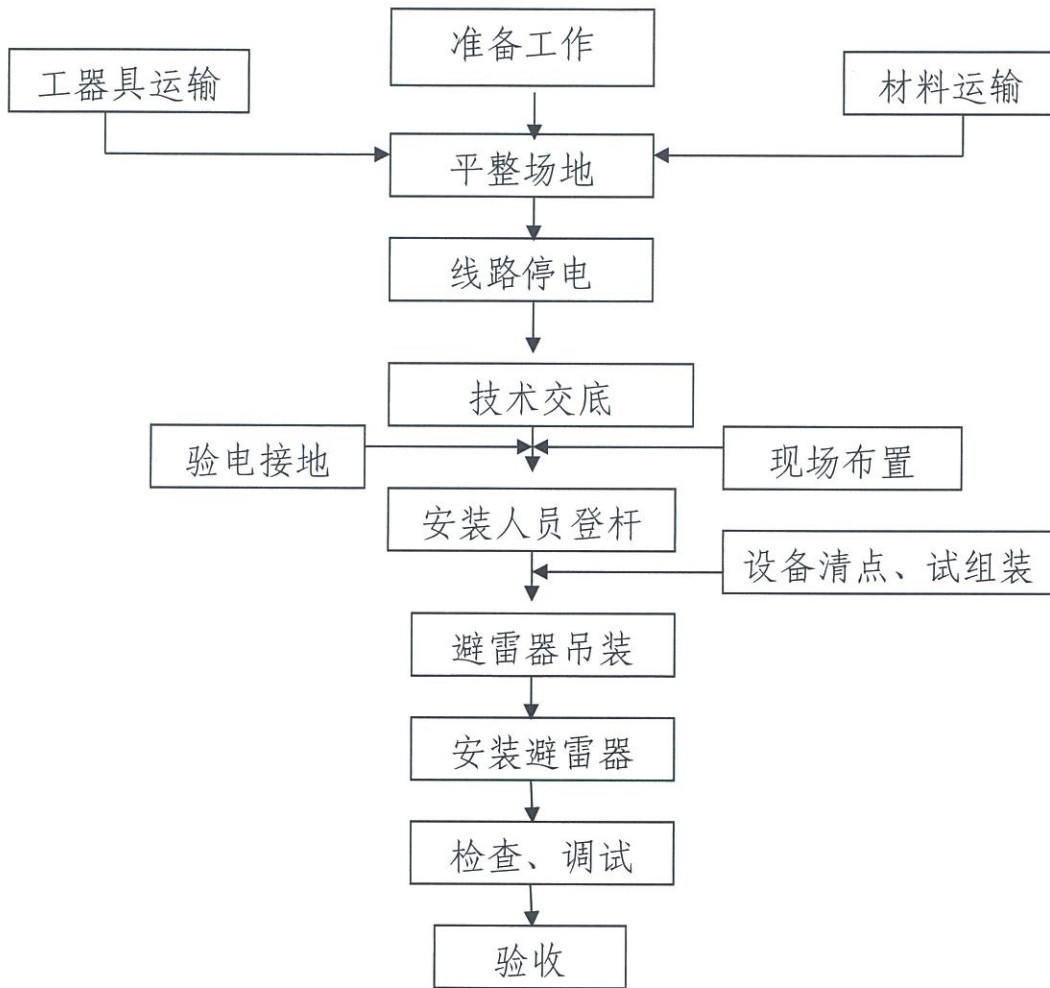 准备工作
工器具运输
材料运输
平整场地
线路停电
技术交底
验电接地
现场布置
安装人员登杆
设备清点、试组装
避雷器吊装
安装避雷器
检查、调试
验收